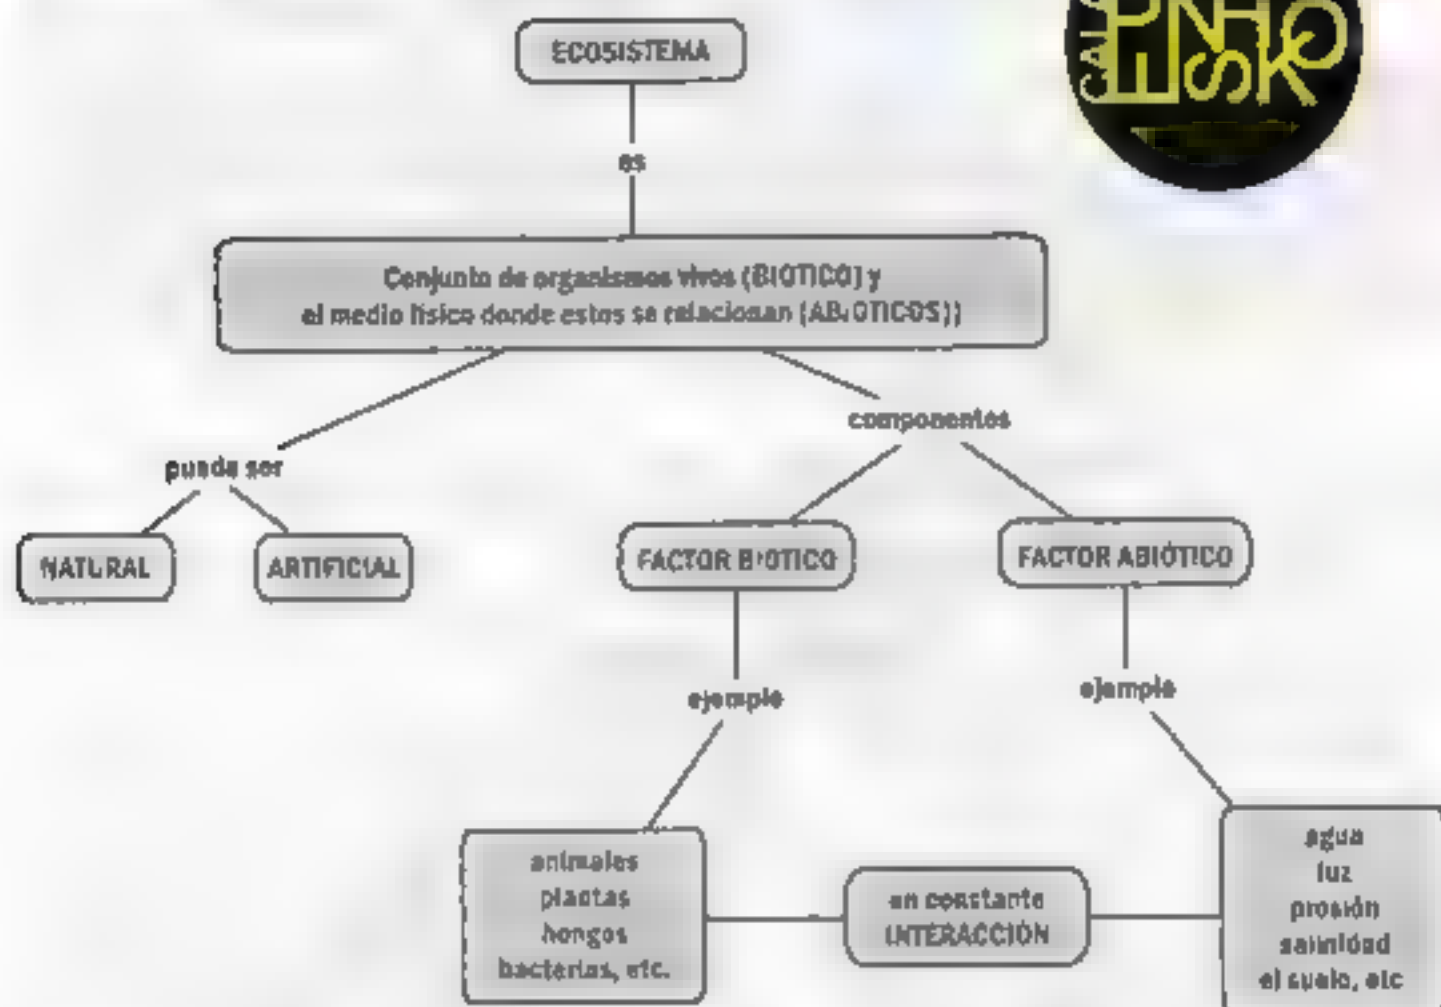 ECOSISTEMA
es
Conjunto de organismos vivos (BIOTICO) y
el medio físico donde estos se relacionan (ABIOTICOS))
componentes
puede ser
NATURAL
ARTIFICIAL
FACTOR BIOTICO
FACTOR ABIÓTICO
ejemplo
ejemplo
animales
plantas
hongos
bacterias, etc.
en constante
INTERACCIÓN
agua
luz
presión
salinidad
el suelo, etc